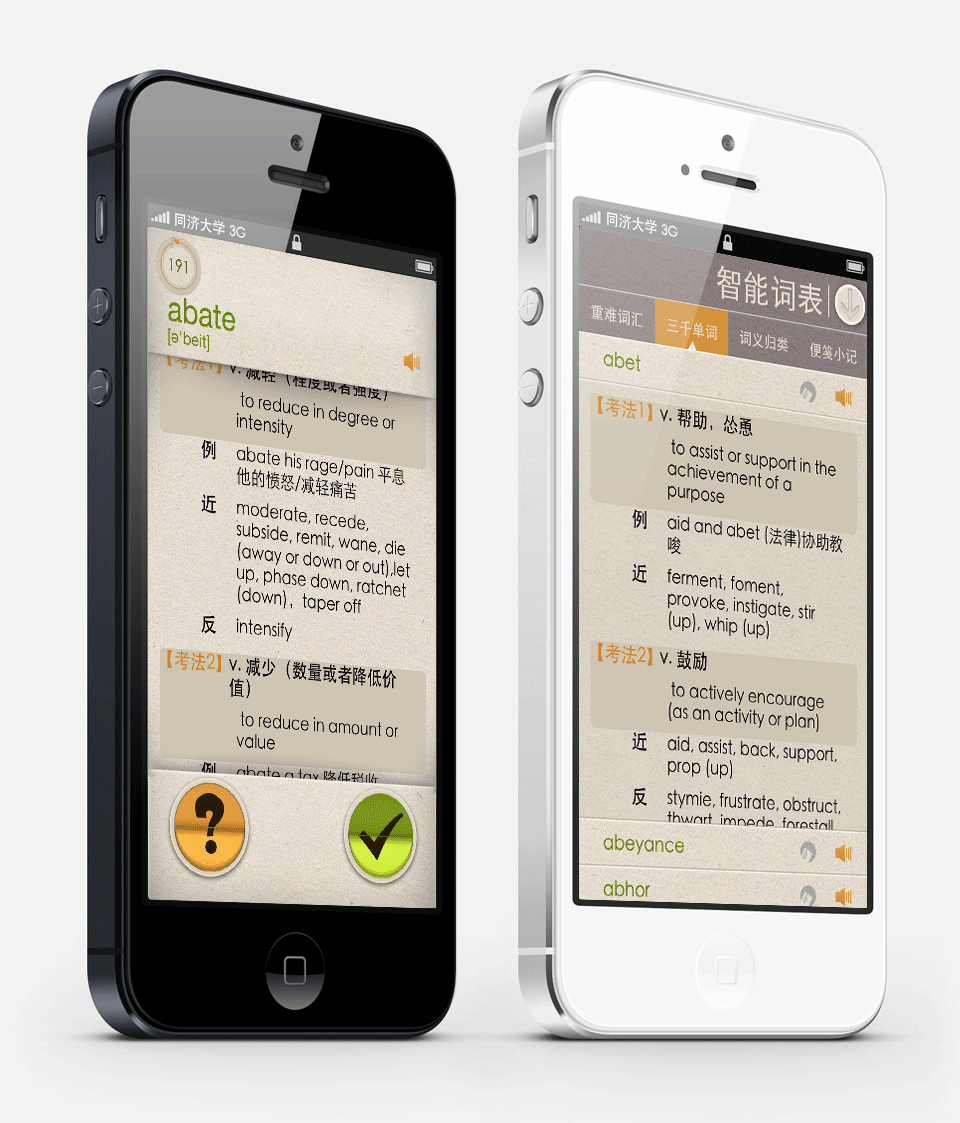 同济大学 3G
191
abate
[ə'beit]
【考法1】 v. 减轻（程度或者强度）
to reduce in degree or
intensity
例 abate his rage/pain 平息
他的愤怒/减轻痛苦
近 moderate, recede,
subside, remit, wane, die
(away or down or out),let
up, phase down, ratchet
(down)，taper off
反 intensify
【考法2】 v. 减少（数量或者降低价
值）
to reduce in amount or
value
例 abate a tax 降低税收
?
同济大学 3G
智能词表
重难词汇 三千单词 词义归类 便笺小记
abet
【考法1】 v. 帮助，怂恿
to assist or support in the
achievement of a
purpose
例 aid and abet (法律)协助教
唆
近 ferment, foment,
provoke, instigate, stir
(up), whip (up)
【考法2】 v. 鼓励
to actively encourage
(as an activity or plan)
近 aid, assist, back, support,
prop (up)
反 stymie, frustrate, obstruct,
thwart, impede, forestall
abeyance
abhor